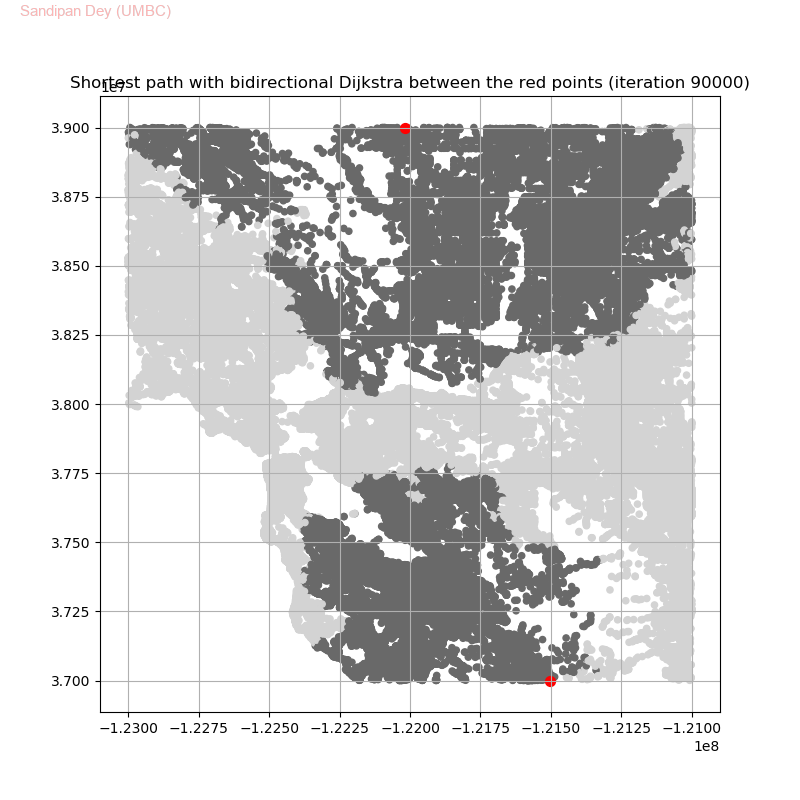 Sandipan Dey (UMBC)
Shortest path with bidirectional Dijkstra between the red points (iteration 90000)
1e7
3.900
3.875
3.850
3.825
3.800
3.775
3.750
3.725
3.700
−1.2300 −1.2275 −1.2250 −1.2225 −1.2200 −1.2175 −1.2150 −1.2125 −1.2100
1e8